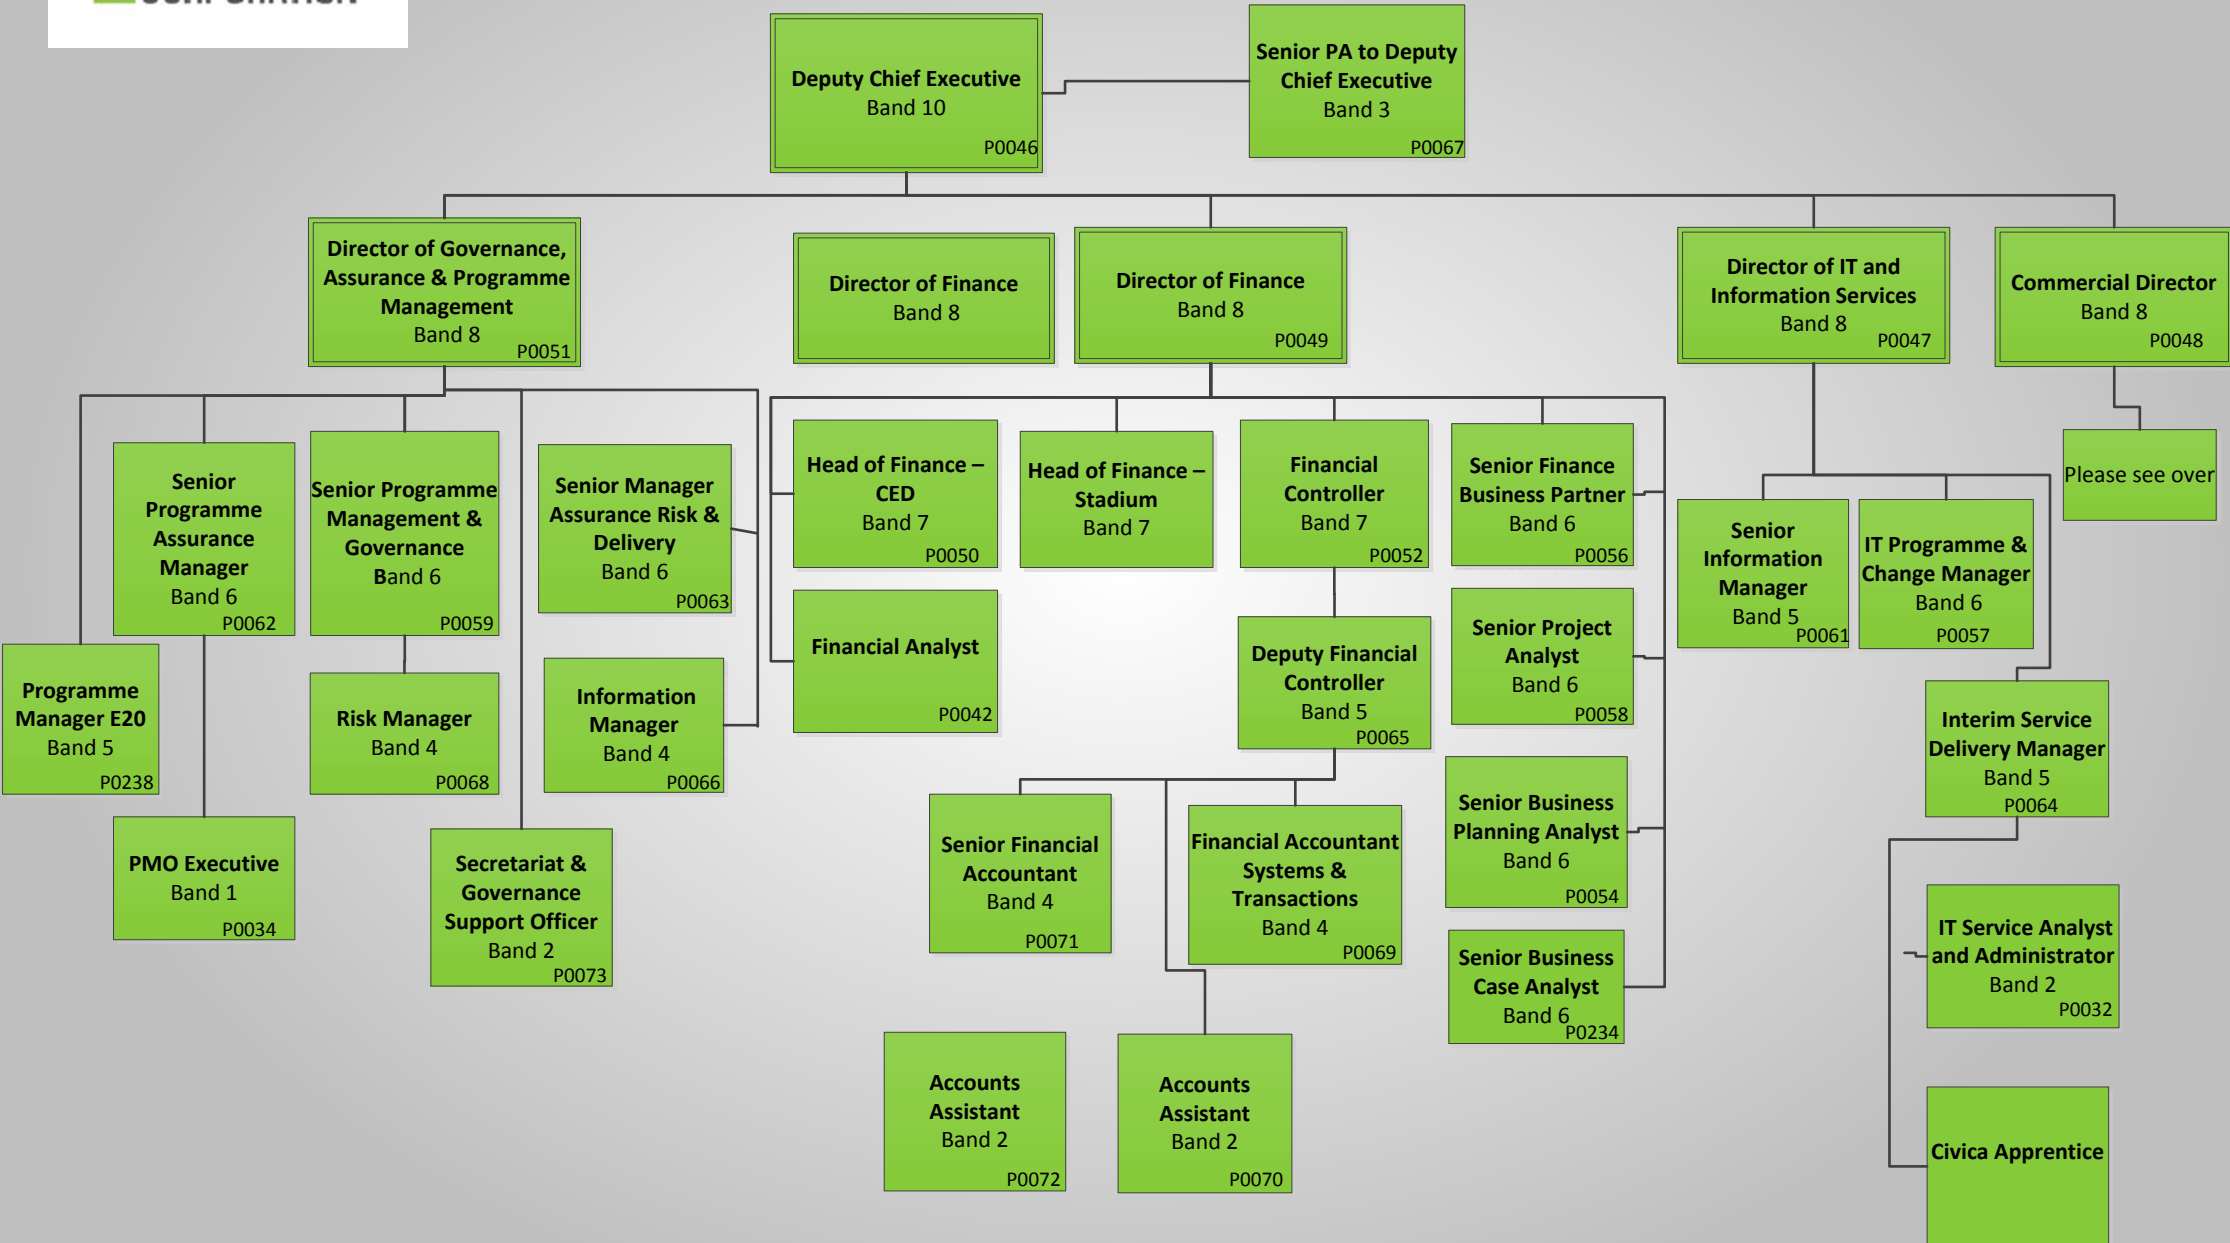 Deputy Chief Executive
Band 10
P0046
Senior PA to Deputy
Chief Executive
Band 3
P0067
Director of Governance,
Assurance & Programme
Management
Band 8
P0051
Director of Finance
Band 8
Director of Finance
Band 8
P0049
Director of IT and
Information Services
Band 8
P0047
Commercial Director
Band 8
P0048
Please see over
Programme
Manager E20
Band 5
P0238
Senior
Programme
Assurance
Manager
Band 6
P0062
PMO Executive
Band 1
P0034
Senior Programme
Management &
Governance
Band 6
P0059
Risk Manager
Band 4
P0068
Secretariat &
Governance
Support Officer
Band 2
P0073
Senior Manager
Assurance Risk &
Delivery
Band 6
P0063
Information
Manager
Band 4
P0066
Head of Finance –
CED
Band 7
P0050
Financial Analyst
P0042
Head of Finance –
Stadium
Band 7
Financial
Controller
Band 7
P0052
Deputy Financial
Controller
Band 5
P0065
Senior Financial
Accountant
Band 4
P0071
Financial Accountant
Systems &
Transactions
Band 4
P0069
Accounts
Assistant
Band 2
P0072
Accounts
Assistant
Band 2
P0070
Senior Finance
Business Partner
Band 6
P0056
Senior Project
Analyst
Band 6
P0058
Senior Business
Planning Analyst
Band 6
P0054
Senior Business
Case Analyst
Band 6
P0234
Senior
Information
Manager
Band 5
P0061
IT Programme &
Change Manager
Band 6
P0057
Interim Service
Delivery Manager
Band 5
P0064
IT Service Analyst
and Administrator
Band 2
P0032
Civica Apprentice